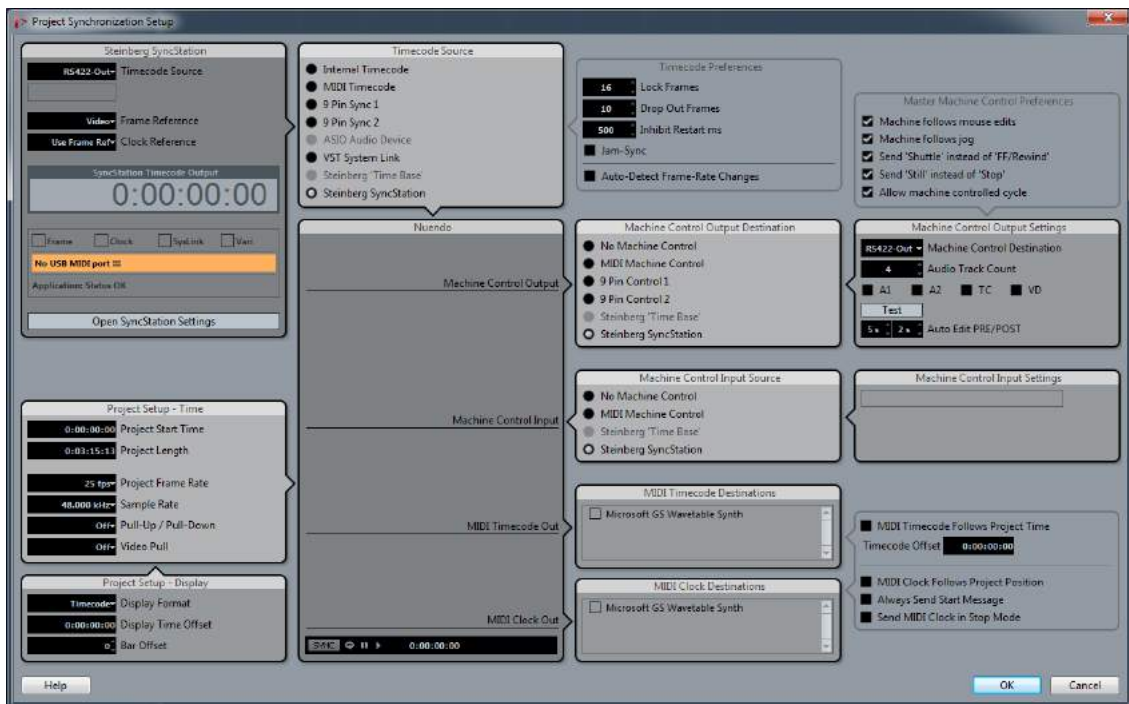 Project Synchronization Setup
Steinberg SyncStation
RS422-Out Timecode Source
Video Frame Reference
Use Frame Ref Clock Reference
SyncStation Timecode Output
0:00:00:00
Frame Clock SysLink Vari
No USB MIDI port !!!
Application: Status OK
Open SyncStation Settings
Project Setup - Time
0:00:00:00 Project Start Time
0:03:15:13 Project Length
25 fps Project Frame Rate
48.000 kHz Sample Rate
Off Pull-Up / Pull-Down
Off Video Pull
Project Setup - Display
Timecode Display Format
0:00:00:00 Display Time Offset
0 Bar Offset
Timecode Source
Internal Timecode
MIDI Timecode
9 Pin Sync 1
9 Pin Sync 2
ASIO Audio Device
VST System Link
Steinberg 'Time Base'
Steinberg SyncStation
Nuendo
Machine Control Output
Machine Control Input
MIDI Timecode Out
MIDI Clock Out
SYNC 0:00:00:00
Timecode Preferences
16 Lock Frames
10 Drop Out Frames
500 Inhibit Restart ms
Jam-Sync
Auto-Detect Frame-Rate Changes
Machine Control Output Destination
No Machine Control
MIDI Machine Control
9 Pin Control 1
9 Pin Control 2
Steinberg 'Time Base'
Steinberg SyncStation
Machine Control Input Source
No Machine Control
MIDI Machine Control
Steinberg 'Time Base'
Steinberg SyncStation
MIDI Timecode Destinations
Microsoft GS Wavetable Synth
MIDI Clock Destinations
Microsoft GS Wavetable Synth
Master Machine Control Preferences
Machine follows mouse edits
Machine follows jog
Send 'Shuttle' instead of 'FF/Rewind'
Send 'Still' instead of 'Stop'
Allow machine controlled cycle
Machine Control Output Settings
RS422-Out Machine Control Destination
4 Audio Track Count
A1 A2 TC VD
Test
5 s 2 s Auto Edit PRE/POST
Machine Control Input Settings
MIDI Timecode Follows Project Time
Timecode Offset 0:00:00:00
MIDI Clock Follows Project Position
Always Send Start Message
Send MIDI Clock in Stop Mode
Help
OK
Cancel